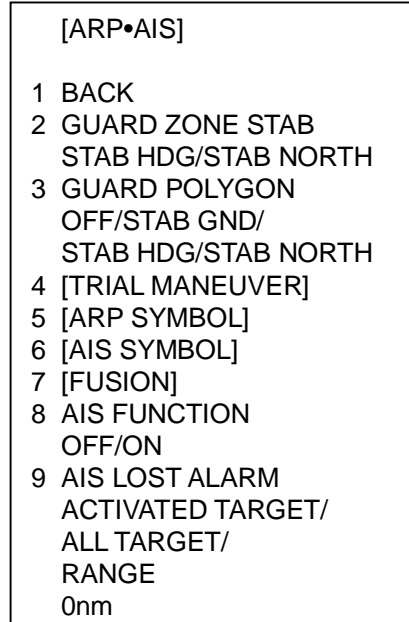 [ARP•AIS]
1 BACK
2 GUARD ZONE STAB
STAB HDG/STAB NORTH
3 GUARD POLYGON
OFF/STAB GND/
STAB HDG/STAB NORTH
4 [TRIAL MANEUVER]
5 [ARP SYMBOL]
6 [AIS SYMBOL]
7 [FUSION]
8 AIS FUNCTION
OFF/ON
9 AIS LOST ALARM
ACTIVATED TARGET/
ALL TARGET/
RANGE
0nm